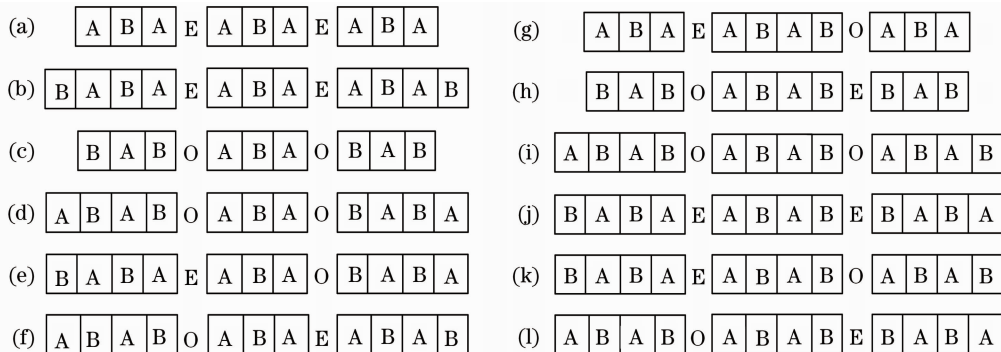 (a) A B A E A B A E A B A
(b) B A B A E A B A E A B A B
(c) B A B O A B A O B A B
(d) A B A B O A B A O B A B A
(e) B A B A E A B A O B A B A
(f) A B A B O A B A E A B A B
(g) A B A E A B A B O A B A
(h) B A B O A B A B E B A B
(i) A B A B O A B A B O A B A B
(j) B A B A E A B A B E B A B A
(k) B A B A E A B A B O A B A B
(l) A B A B O A B A B E B A B A